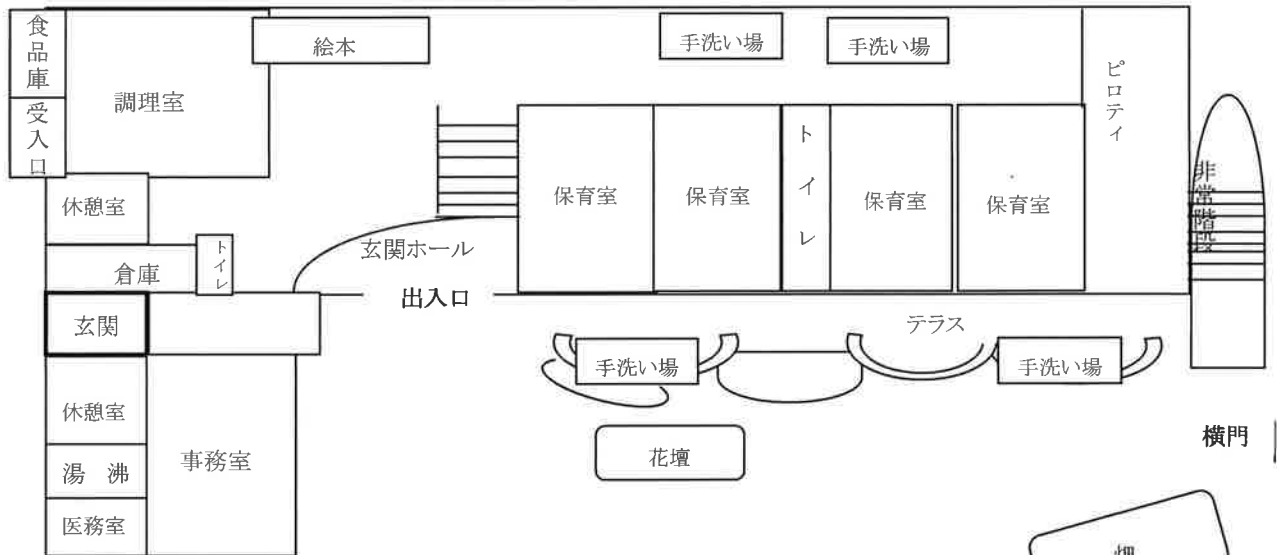 食品庫
絵本
手洗い場
手洗い場
ピロティ
調理室
受入口
非常階段
休憩室
保育室
保育室
トイレ
保育室
保育室
玄関ホール
倉庫
トイレ
出入口
玄関
テラス
手洗い場
手洗い場
休憩室
花壇
横門
事務室
湯 沸
医務室
畑